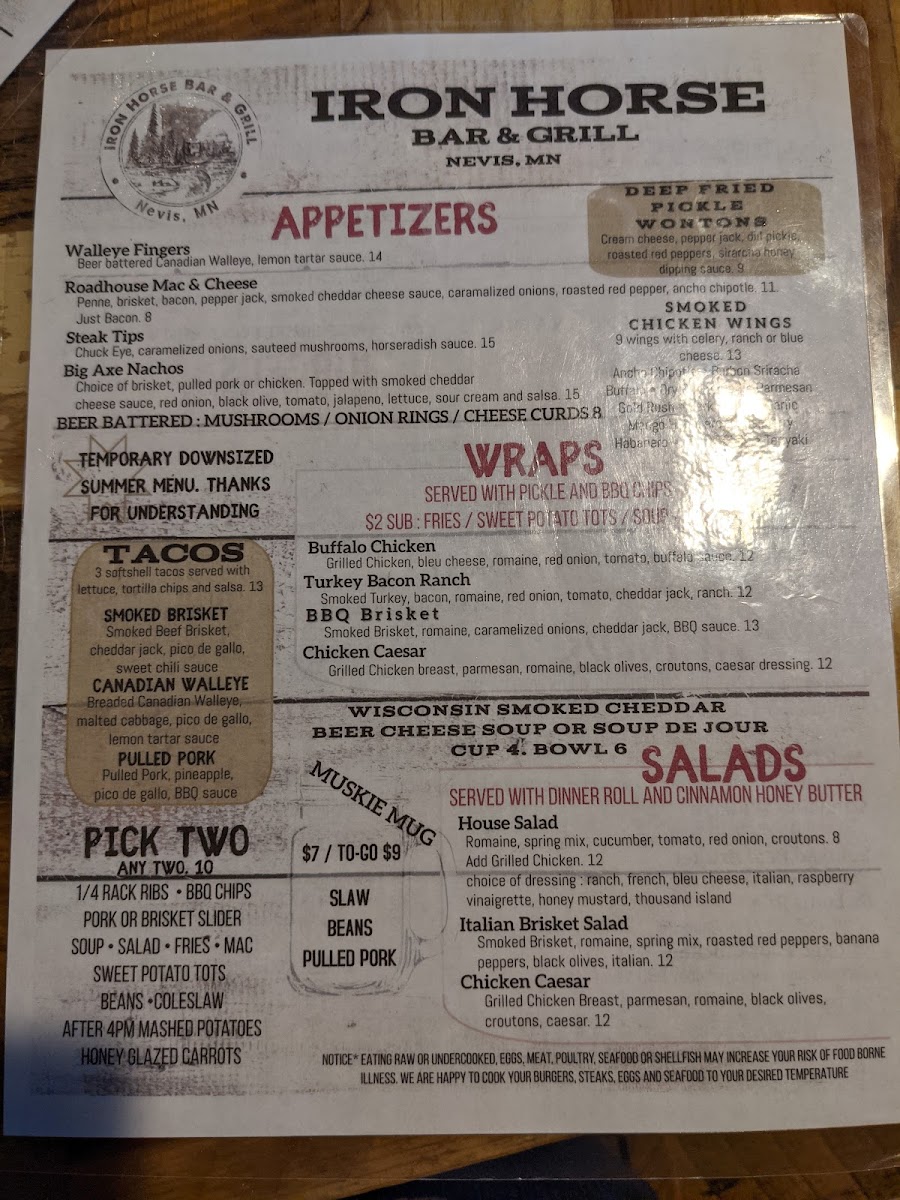 IRON HORSE BAR & GRILL
Nevis, MN
IRON HORSE
BAR & GRILL
NEVIS, MN
APPETIZERS
Walleye Fingers
Beer battered Canadian Walleye, lemon tartar sauce. 14
Roadhouse Mac & Cheese
Penne, brisket, bacon, pepper jack, smoked cheddar cheese sauce, caramalized onions, roasted red pepper, ancho chipotle. 11
Just Bacon. 8
Steak Tips
Chuck Eye, caramelized onions, sauteed mushrooms, horseradish sauce. 15
Big Axe Nachos
Choice of brisket, pulled pork or chicken. Topped with smoked cheddar
cheese sauce, red onion, black olive, tomato, jalapeno, lettuce, sour cream and salsa. 15
BEER BATTERED : MUSHROOMS / ONION RINGS / CHEESE CURDS 8
DEEP FRIED
PICKLE
WONTONS
Cream cheese, pepper jack, dill pickle,
roasted red peppers, siraracha honey
dipping sauce. 9
SMOKED
CHICKEN WINGS
9 wings with celery, ranch or blue
cheese. 13
Sriracha
Parmesan
Gold Rush
Mango
Habanero
TEMPORARY DOWNSIZED
SUMMER MENU. THANKS
FOR UNDERSTANDING
WRAPS
SERVED WITH PICKLE AND BBQ CHIPS
$2 SUB : FRIES / SWEET POTATO TOTS / SOUP
Buffalo Chicken
Grilled Chicken, bleu cheese, romaine, red onion, tomato, buffalo sauce. 12
Turkey Bacon Ranch
Smoked Turkey, bacon, romaine, red onion, tomato, cheddar jack, ranch. 12
BBQ Brisket
Smoked Brisket, romaine, caramelized onions, cheddar jack, BBQ sauce. 13
Chicken Caesar
Grilled Chicken breast, parmesan, romaine, black olives, croutons, caesar dressing. 12
TACOS
3 softshell tacos served with
lettuce, tortilla chips and salsa. 13
SMOKED BRISKET
Smoked Beef Brisket,
cheddar jack, pico de gallo,
sweet chili sauce
CANADIAN WALLEYE
Breaded Canadian Walleye,
malted cabbage, pico de gallo,
lemon tartar sauce
PULLED PORK
Pulled Pork, pineapple,
pico de gallo, BBQ sauce
WISCONSIN SMOKED CHEDDAR
BEER CHEESE SOUP OR SOUP DE JOUR
CUP 4. BOWL 6
PICK TWO
ANY TWO. 10
1/4 RACK RIBS • BBQ CHIPS
PORK OR BRISKET SLIDER
SOUP • SALAD • FRIES • MAC
SWEET POTATO TOTS
BEANS •COLESLAW
AFTER 4PM MASHED POTATOES
HONEY GLAZED CARROTS
MUSKIE MUG
$7 / TO-GO $9
SLAW
BEANS
PULLED PORK
SALADS
SERVED WITH DINNER ROLL AND CINNAMON HONEY BUTTER
House Salad
Romaine, spring mix, cucumber, tomato, red onion, croutons. 8
Add Grilled Chicken. 12
choice of dressing : ranch, french, bleu cheese, italian, raspberry
vinaigrette, honey mustard, thousand island
Italian Brisket Salad
Smoked Brisket, romaine, spring mix, roasted red peppers, banana
peppers, black olives, italian. 12
Chicken Caesar
Grilled Chicken Breast, parmesan, romaine, black olives,
croutons, caesar. 12
NOTICE* EATING RAW OR UNDERCOOKED, EGGS, MEAT, POULTRY, SEAFOOD OR SHELLFISH MAY INCREASE YOUR RISK OF FOOD BORNE
ILLNESS. WE ARE HAPPY TO COOK YOUR BURGERS, STEAKS, EGGS AND SEAFOOD TO YOUR DESIRED TEMPERATURE